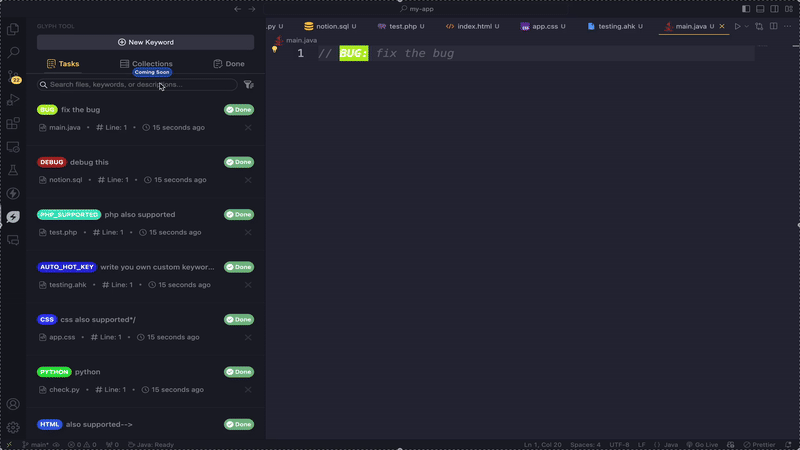 my-app
GLYPH TOOL
New Keyword
Tasks
Collections
Done
Coming Soon
Search files, keywords, or descriptions...
BUG fix the bug Done
main.java • # Line: 1 • 15 seconds ago
DEBUG debug this Done
notion.sql • # Line: 1 • 15 seconds ago
PHP_SUPPORTED php also supported Done
test.php • # Line: 1 • 15 seconds ago
AUTO_HOT_KEY write you own custom keywor... Done
testing.ahk • # Line: 1 • 15 seconds ago
CSS css also supported*/ Done
app.css • # Line: 1 • 15 seconds ago
PYTHON python Done
check.py • # Line: 1 • 15 seconds ago
HTML also supported--> Done
22
.py U notion.sql U test.php U index.html U app.css U testing.ahk U main.java U
main.java
1 // BUG: fix the bug
main* 0 0 0 Java: Ready
Ln 1, Col 20 Spaces: 4 UTF-8 LF {} Java Go Live Prettier